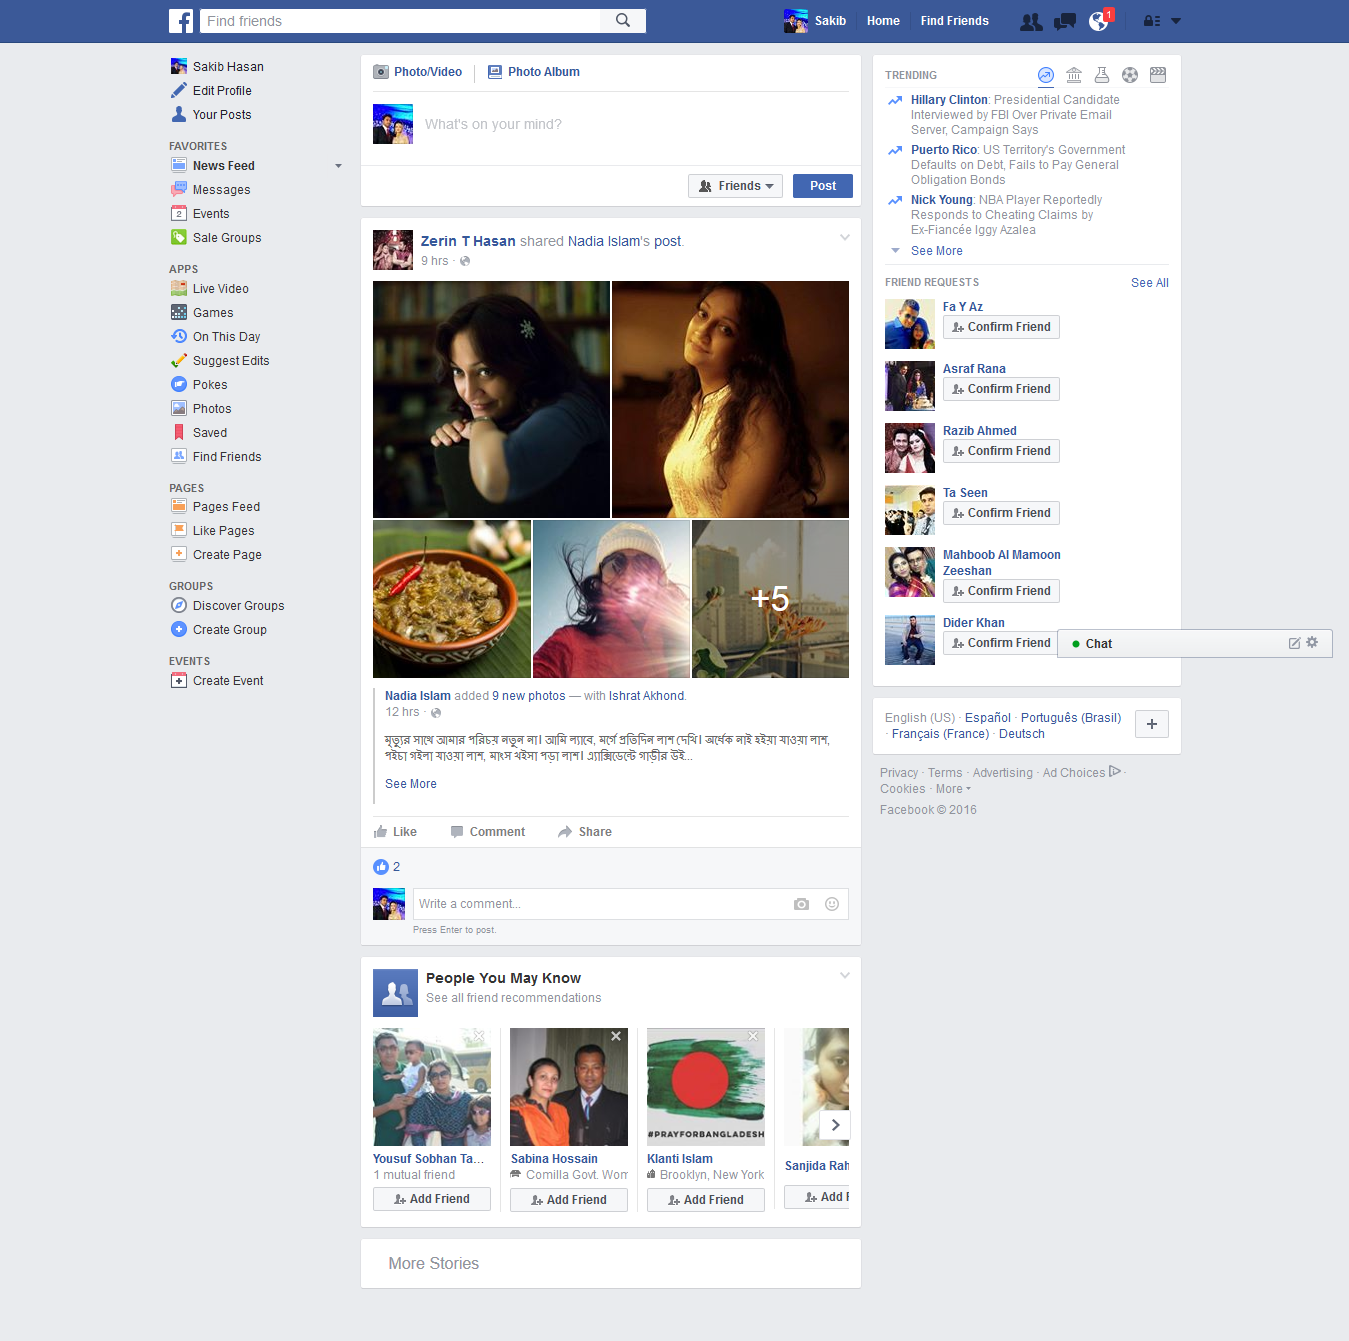 Find friends
Sakib
Home
Find Friends
1
Sakib Hasan
Edit Profile
Your Posts
FAVORITES
News Feed
Messages
2
Events
Sale Groups
APPS
Live Video
Games
On This Day
Suggest Edits
Pokes
Photos
Saved
Find Friends
PAGES
Pages Feed
Like Pages
Create Page
GROUPS
Discover Groups
Create Group
EVENTS
Create Event
Photo/Video
Photo Album
What's on your mind?
Friends
Post
Zerin T Hasan shared Nadia Islam's post.
9 hrs ·
+5
Nadia Islam added 9 new photos — with Ishrat Akhond.
12 hrs ·
মৃত্যুর সাথে আমার পরিচয় নতুন না। আমি ল্যাবে, মর্গে প্রতিদিন লাশ দেখি। অর্ধেক নাই হইয়া যাওয়া লাশ,
পইচা গইলা যাওয়া লাশ, মাংস খইসা পড়া লাশ। এ্যাক্সিডেন্টে গাড়ীর উই...
See More
Like
Comment
Share
2
Write a comment...
Press Enter to post.
People You May Know
See all friend recommendations
Yousuf Sobhan Ta...
1 mutual friend
Add Friend
Sabina Hossain
Comilla Govt. Wom
Add Friend
#PRAYFORBANGLADESH
Klanti Islam
Brooklyn, New York
Add Friend
Sanjida Rah
Add F
More Stories
TRENDING
Hillary Clinton: Presidential Candidate
Interviewed by FBI Over Private Email
Server, Campaign Says
Puerto Rico: US Territory's Government
Defaults on Debt, Fails to Pay General
Obligation Bonds
Nick Young: NBA Player Reportedly
Responds to Cheating Claims by
Ex-Fiancée Iggy Azalea
See More
FRIEND REQUESTS
See All
Fa Y Az
Confirm Friend
Asraf Rana
Confirm Friend
Razib Ahmed
Confirm Friend
Ta Seen
Confirm Friend
Mahboob Al Mamoon
Zeeshan
Confirm Friend
Dider Khan
Confirm Friend
Chat
English (US) · Español · Português (Brasil)
· Français (France) · Deutsch
Privacy · Terms · Advertising · Ad Choices ·
Cookies · More
Facebook © 2016